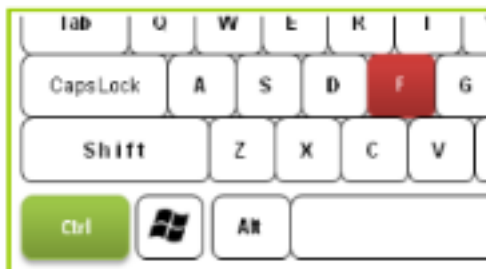 Tab Q W E R T
CapsLock A S D F G
Shift Z X C V
Ctrl Alt